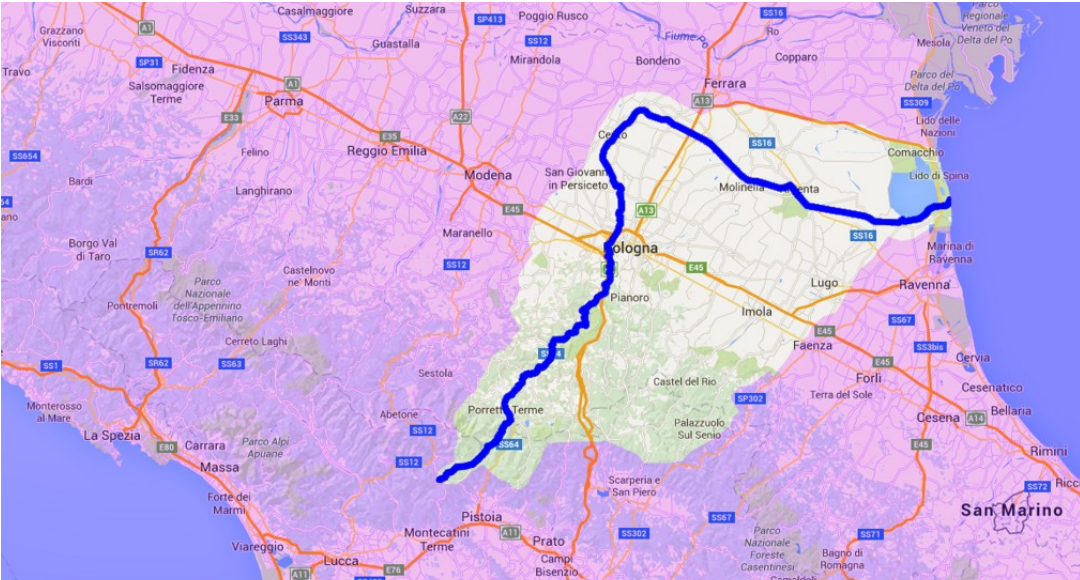 Casalmaggiore
Suzzara
SP413
Poggio Rusco
SS16
Parco
Regionale
Veneto del
Delta del Po
Grazzano
Visconti
A1
SS343
Guastalla
SS12
Fiume Po
Ro
Mesola
SP31
Fidenza
Mirandola
Bondeno
Copparo
Travo
Salsomaggiore
Terme
A1
Parma
Ferrara
Parco del
Delta del Po
E33
A22
A13
SS309
Lido delle
Nazioni
SS654
Felino
E35
Reggio Emilia
Cento
SS16
Comacchio
Bardi
Langhirano
Modena
San Giovanni
in Persiceto
Molinella
enta
Lido di Spina
E45
A13
SS16
Borgo Val
di Taro
SR62
Maranello
ologna
Marina di
Ravenna
SS12
E45
Castelnovo
ne' Monti
Parco
Nazionale
dell'Appennino
Tosco-Emiliano
Pianoro
Lugo
Ravenna
Pontremoli
Imola
SS67
Cerreto Laghi
E45
Faenza
SS3bis
SS1
SR62
SS63
E45
Cervia
Sestola
Castel del Rio
Forlì
Cesenatico
Monterosso
al Mare
Abetone
Porretta Terme
SP302
Terra del Sole
Bellaria
La Spezia
SS12
Palazzuolo
Sul Senio
Cesena
A14
E80
Carrara
Parco Alpi
Apuane
SS64
E45
Rimini
Massa
SS12
Scarperia e
San Piero
SS72
Ricc
Forte dei
Marmi
Pistoia
SS67
San Marino
Montecatini
Terme
A11
Prato
SS302
Parco
Nazionale
Foreste
Casentinesi
SS71
Viareggio
Lucca
Campi
Bisenzio
Bagno di
Romagna
A11
E76